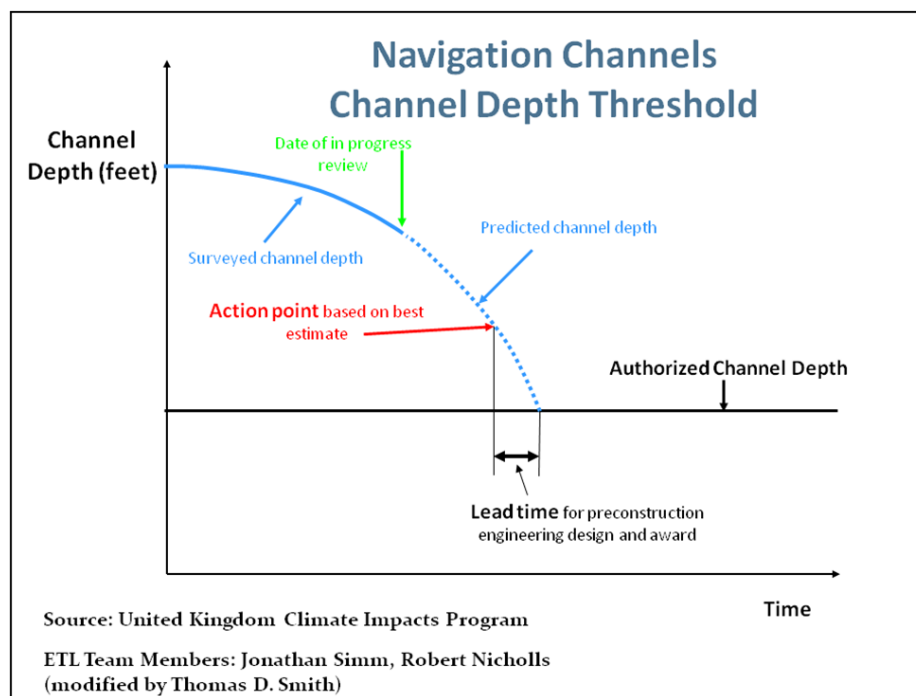 Navigation Channels
Channel Depth Threshold
Channel
Depth (feet)
Date of in progress
review
Predicted channel depth
Surveyed channel depth
Action point based on best
estimate
Authorized Channel Depth
Lead time for preconstruction
engineering design and award
Time
Source: United Kingdom Climate Impacts Program
ETL Team Members: Jonathan Simm, Robert Nicholls
(modified by Thomas D. Smith)